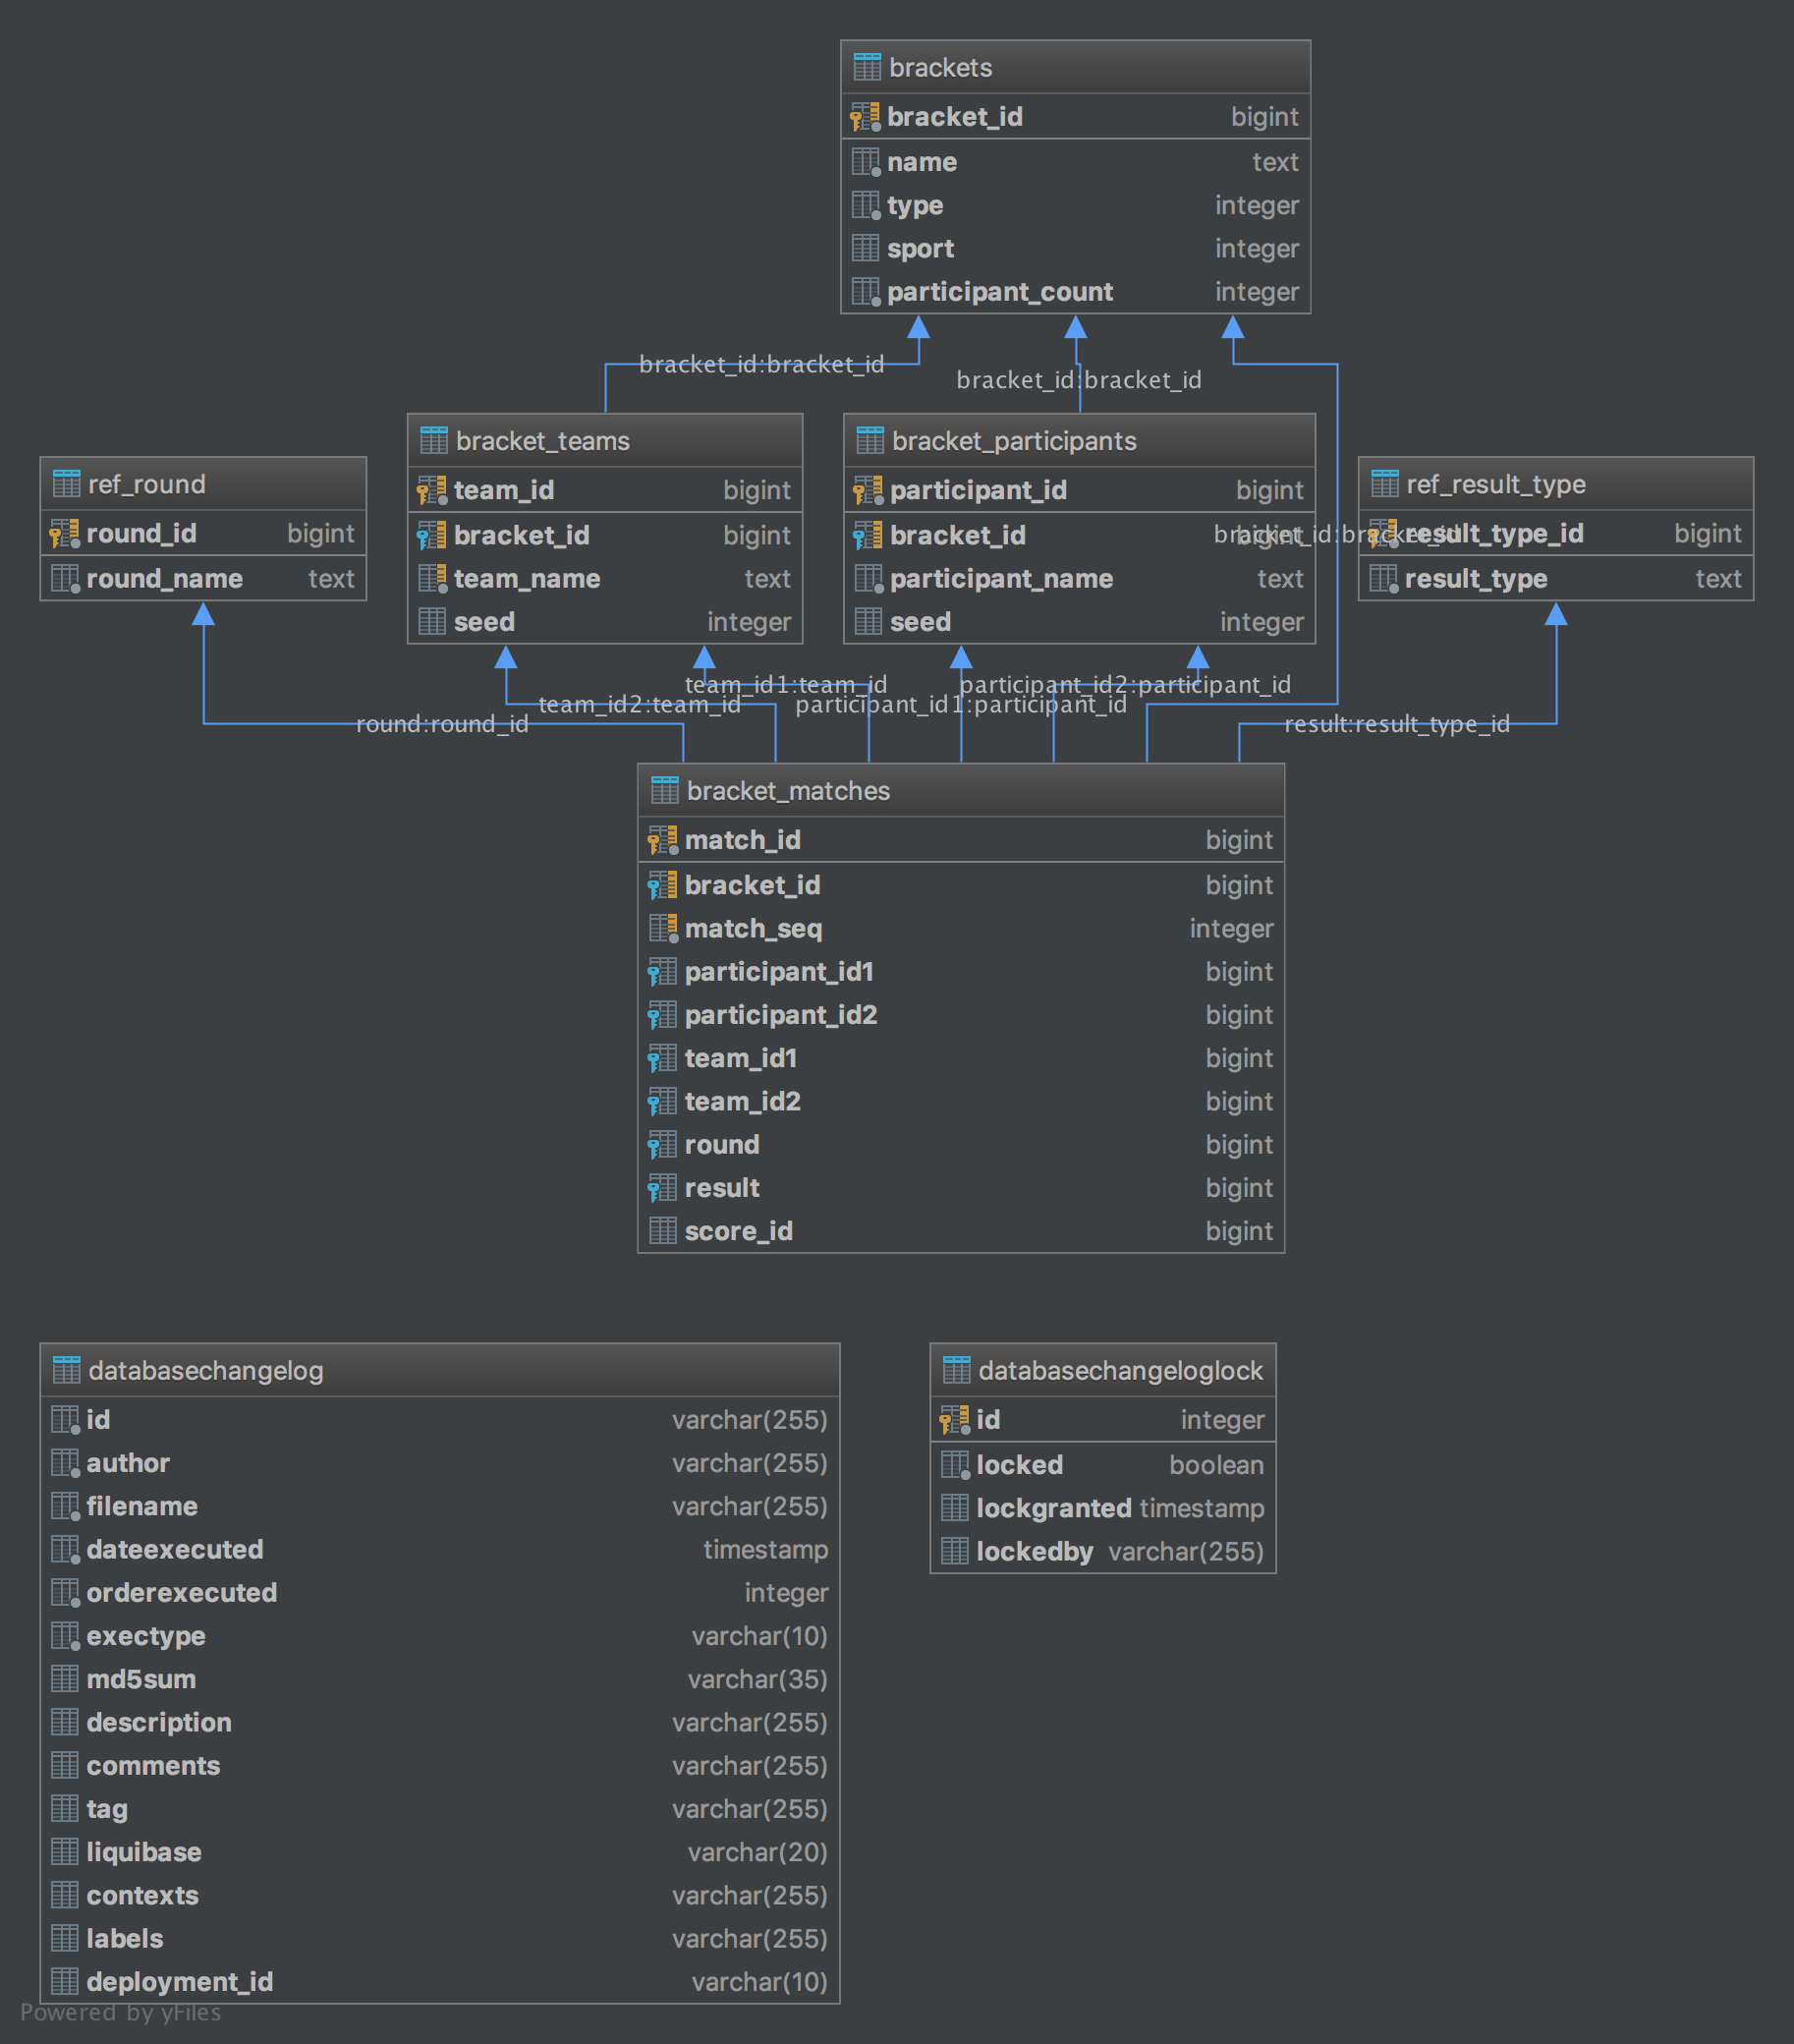 brackets
bracket_id bigint
name text
type integer
sport integer
participant_count integer
bracket_id:bracket_id
bracket_id:bracket_id
bracket_teams
team_id bigint
bracket_id bigint
team_name text
seed integer
bracket_participants
participant_id bigint
bracket_id bigint
participant_name text
seed integer
ref_round
round_id bigint
round_name text
ref_result_type
result_type_id bigint
result_type text
bracket_id:bracket_id
team_id1:team_id
participant_id2:participant_id
team_id2:team_id
participant_id1:participant_id
round:round_id
result:result_type_id
bracket_matches
match_id bigint
bracket_id bigint
match_seq integer
participant_id1 bigint
participant_id2 bigint
team_id1 bigint
team_id2 bigint
round bigint
result bigint
score_id bigint
databasechangelog
id varchar(255)
author varchar(255)
filename varchar(255)
dateexecuted timestamp
orderexecuted integer
exectype varchar(10)
md5sum varchar(35)
description varchar(255)
comments varchar(255)
tag varchar(255)
liquibase varchar(20)
contexts varchar(255)
labels varchar(255)
deployment_id varchar(10)
databasechangeloglock
id integer
locked boolean
lockgranted timestamp
lockedby varchar(255)
Powered by yFiles